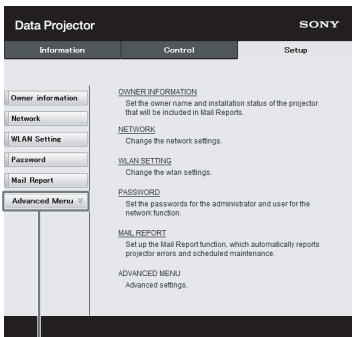 Data Projector
SONY
Information
Control
Setup
Owner information
Network
WLAN Setting
Password
Mail Report
Advanced Menu
OWNER INFORMATION
Set the owner name and installation status of the projector
that will be included in Mail Reports.
NETWORK
Change the network settings.
WLAN SETTING
Change the wlan settings.
PASSWORD
Set the passwords for the administrator and user for the
network function.
MAIL REPORT
Set up the Mail Report function, which automatically reports
projector errors and scheduled maintenance.
ADVANCED MENU
Advanced settings.